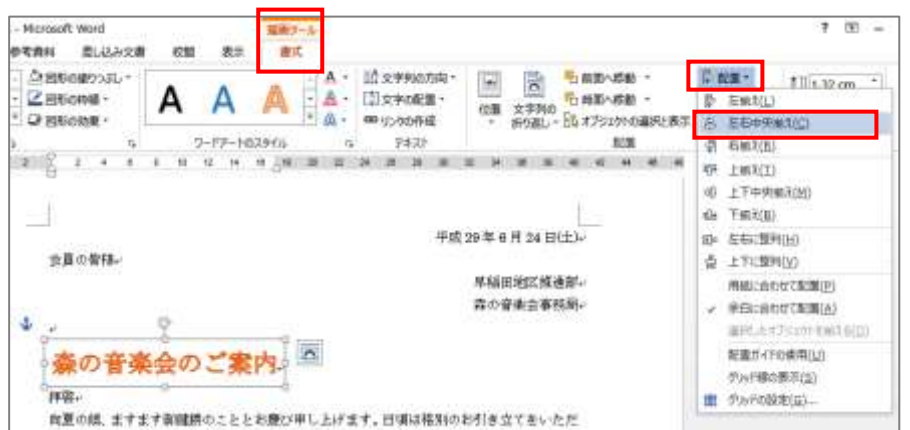 - Microsoft Word
描画ツール
? 
参考資料 差し込み文書 校閲 表示 書式
図形の塗りつぶし
図形の枠線
図形の効果
A A A
A
A
A
ワードアートのスタイル
文字列の方向
文字の配置
リンクの作成
テキスト
位置
文字列の
折り返し
前面へ移動
背面へ移動
オブジェクトの選択と表示
配置
配置
1.32 cm
左揃え(L)
左右中央揃え(C)
右揃え(R)
上揃え(T)
上下中央揃え(M)
下揃え(B)
左右に整列(H)
上下に整列(V)
用紙に合わせて配置(P)
余白に合わせて配置(A)
選択したオブジェクトを揃える(O)
配置ガイドの使用(U)
グリッド線の表示(S)
グリッドの設定(G)...
平成 29 年 6 月 24 日(土)
会員の皆様
早稲田地区推進部
森の音楽会事務局
森の音楽会のご案内
拝啓
向夏の候、ますます御健勝のこととお慶び申し上げます。日頃は格別のお引き立てをいただ